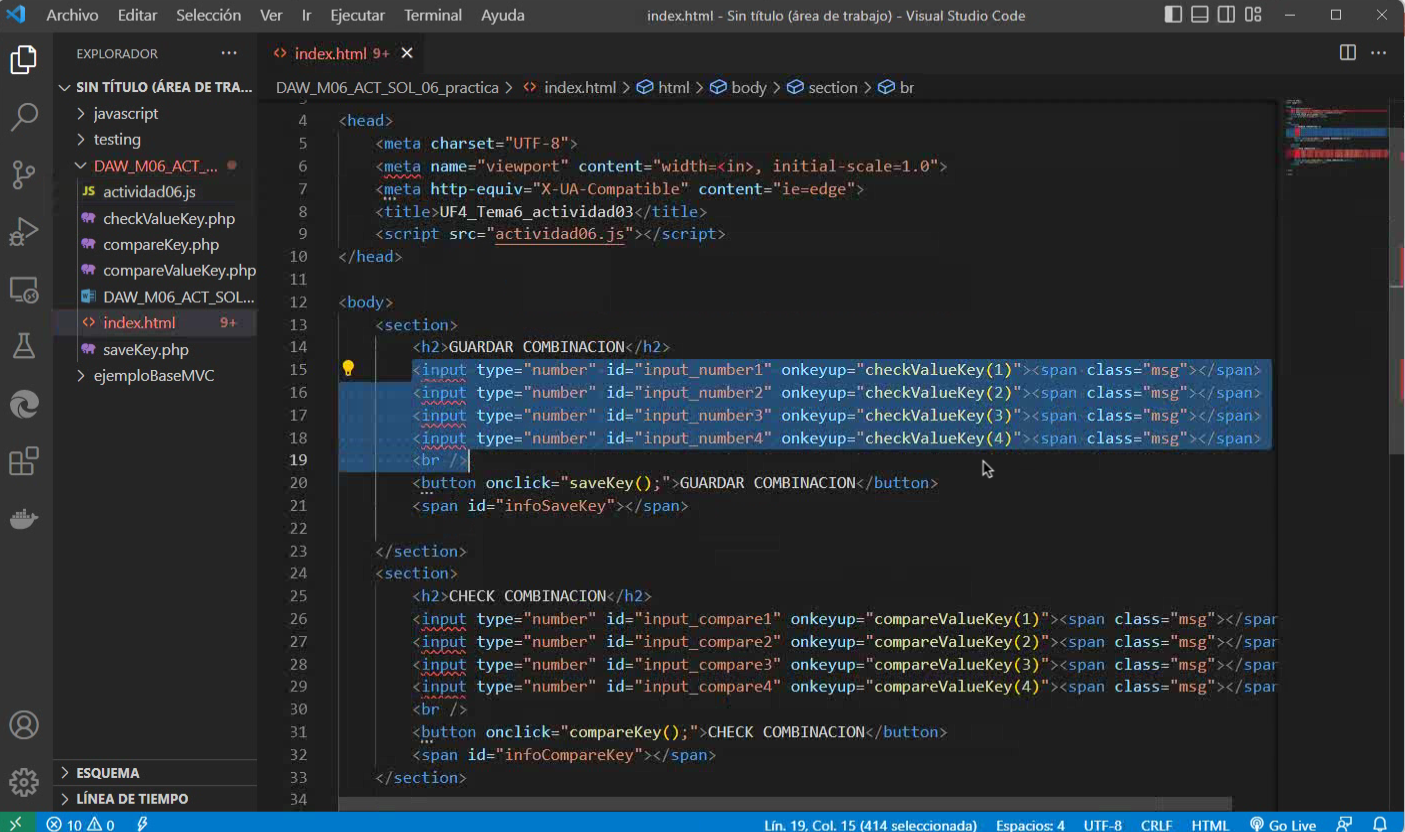 Archivo Editar Selección Ver Ir Ejecutar Terminal Ayuda index.html - Sin título (área de trabajo) - Visual Studio Code
EXPLORADOR ···
SIN TÍTULO (ÁREA DE TRA...
javascript
testing
DAW_M06_ACT_...
JS actividad06.js
checkValueKey.php
compareKey.php
compareValueKey.php
DAW_M06_ACT_SOL...
<> index.html 9+
saveKey.php
ejemploBaseMVC
ESQUEMA
LÍNEA DE TIEMPO
<> index.html 9+
DAW_M06_ACT_SOL_06_practica > <> index.html > html > body > section > br
4 <head>
5 <meta charset="UTF-8">
6 <meta name="viewport" content="width=<in>, initial-scale=1.0">
7 <meta http-equiv="X-UA-Compatible" content="ie=edge">
8 <title>UF4_Tema6_actividad03</title>
9 <script src="actividad06.js"></script>
10 </head>
11
12 <body>
13 <section>
14 <h2>GUARDAR COMBINACION</h2>
15 <input type="number" id="input_number1" onkeyup="checkValueKey(1)"><span class="msg"></span>
16 <input type="number" id="input_number2" onkeyup="checkValueKey(2)"><span class="msg"></span>
17 <input type="number" id="input_number3" onkeyup="checkValueKey(3)"><span class="msg"></span>
18 <input type="number" id="input_number4" onkeyup="checkValueKey(4)"><span class="msg"></span>
19 <br />
20 <button onclick="saveKey();">GUARDAR COMBINACION</button>
21 <span id="infoSaveKey"></span>
22
23 </section>
24 <section>
25 <h2>CHECK COMBINACION</h2>
26 <input type="number" id="input_compare1" onkeyup="compareValueKey(1)"><span class="msg"></spar
27 <input type="number" id="input_compare2" onkeyup="compareValueKey(2)"><span class="msg"></spar
28 <input type="number" id="input_compare3" onkeyup="compareValueKey(3)"><span class="msg"></spar
29 <input type="number" id="input_compare4" onkeyup="compareValueKey(4)"><span class="msg"></spar
30 <br />
31 <button onclick="compareKey();">CHECK COMBINACION</button>
32 <span id="infoCompareKey"></span>
33 </section>
34
10 0 Lín. 19, Col. 15 (414 seleccionada) Espacios: 4 UTF-8 CRLF HTML Go Live